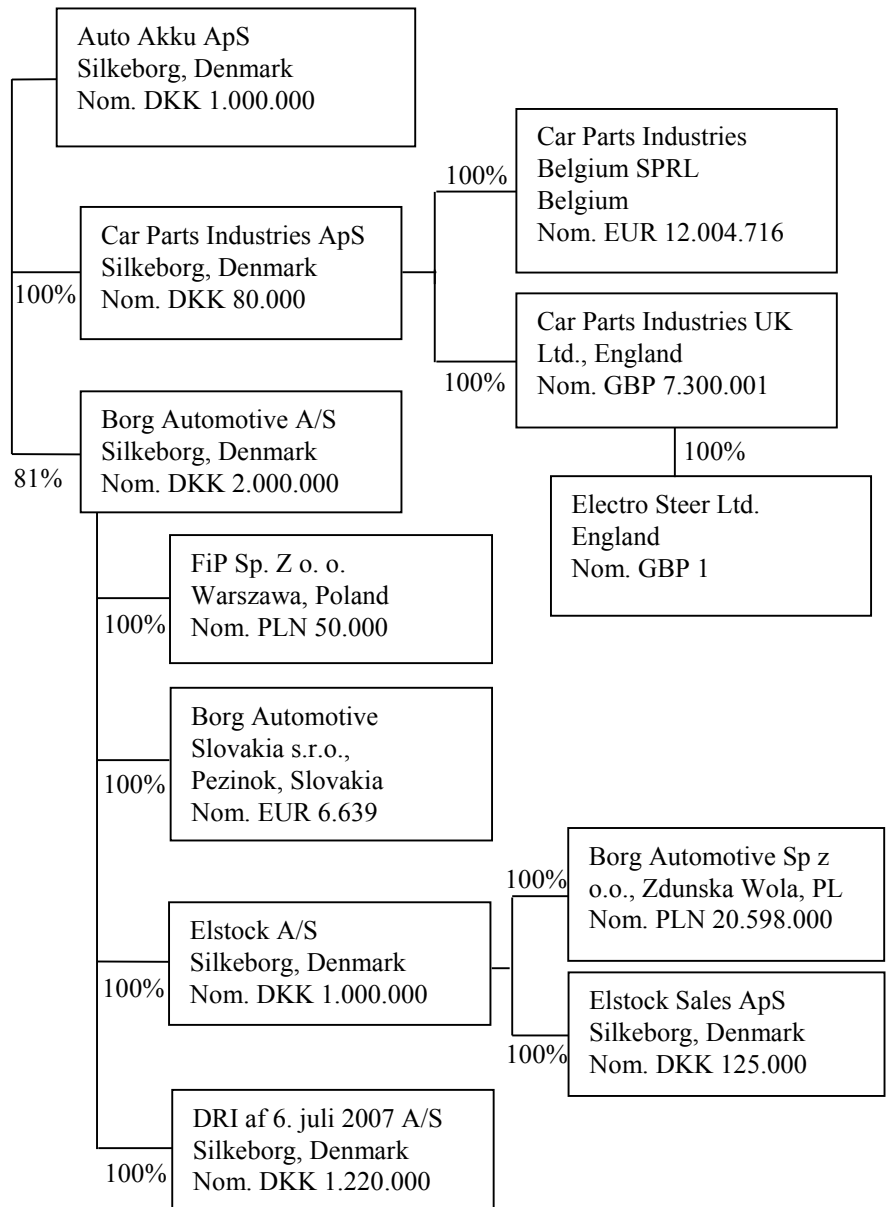 Auto Akku ApS
Silkeborg, Denmark
Nom. DKK 1.000.000
100%
Car Parts Industries
Belgium SPRL
Belgium
Nom. EUR 12.004.716
100%
Car Parts Industries ApS
Silkeborg, Denmark
Nom. DKK 80.000
100%
Car Parts Industries UK
Ltd., England
Nom. GBP 7.300.001
81%
Borg Automotive A/S
Silkeborg, Denmark
Nom. DKK 2.000.000
100%
Electro Steer Ltd.
England
Nom. GBP 1
100%
FiP Sp. Z o. o.
Warszawa, Poland
Nom. PLN 50.000
100%
Borg Automotive
Slovakia s.r.o.,
Pezinok, Slovakia
Nom. EUR 6.639
100%
Elstock A/S
Silkeborg, Denmark
Nom. DKK 1.000.000
100%
Borg Automotive Sp z
o.o., Zdunska Wola, PL
Nom. PLN 20.598.000
100%
Elstock Sales ApS
Silkeborg, Denmark
Nom. DKK 125.000
100%
DRI af 6. juli 2007 A/S
Silkeborg, Denmark
Nom. DKK 1.220.000